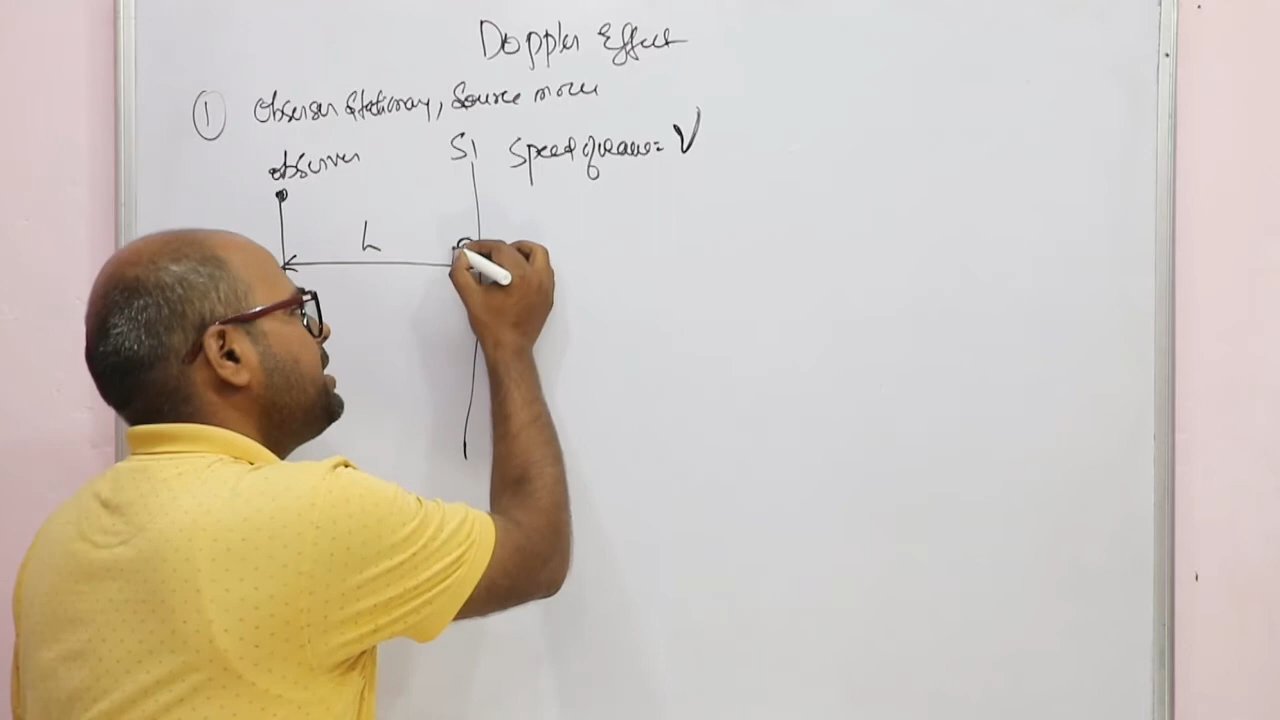 Doppler Effect
① Observer Stationary, Source move
observer
S1 Speed of wave = V
L